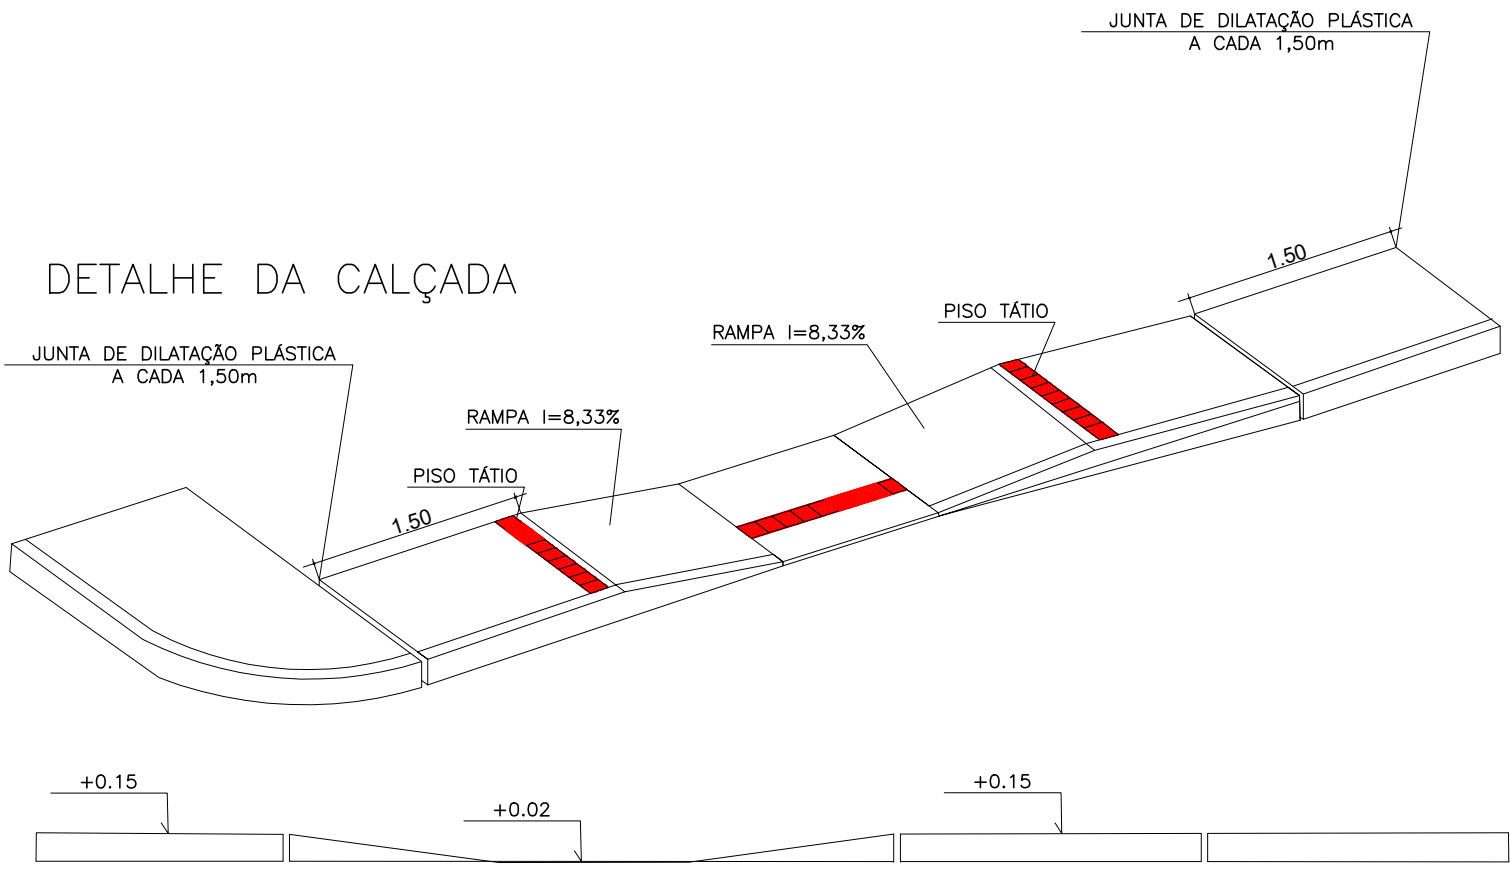 JUNTA DE DILATAÇÃO PLÁSTICA
A CADA 1,50m
1.50
DETALHE DA CALÇADA
PISO TÁTIO
RAMPA I=8,33%
JUNTA DE DILATAÇÃO PLÁSTICA
A CADA 1,50m
RAMPA I=8,33%
PISO TÁTIO
1.50
+0.15
+0.02
+0.15